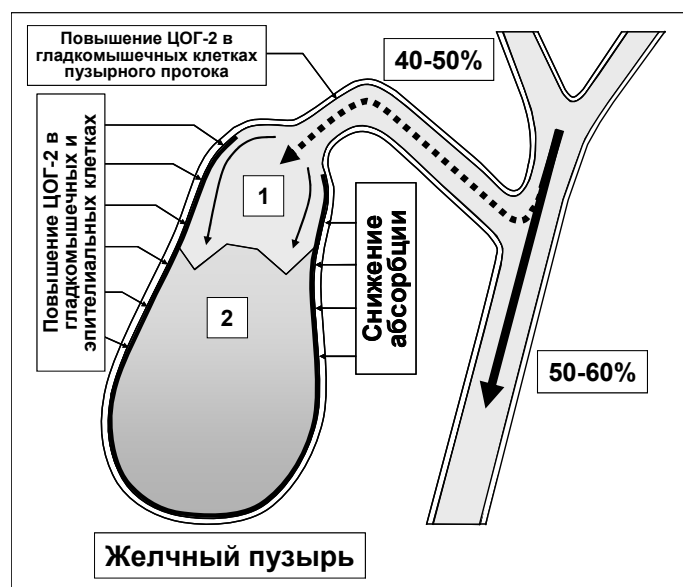 Повышение ЦОГ-2 в
гладкомышечных клетках
пузырного протока
40-50%
Повышение ЦОГ-2 в
гладкомышечных и
эпителиальных клетках
1
Снижение
абсорбции
2
50-60%
Желчный пузырь